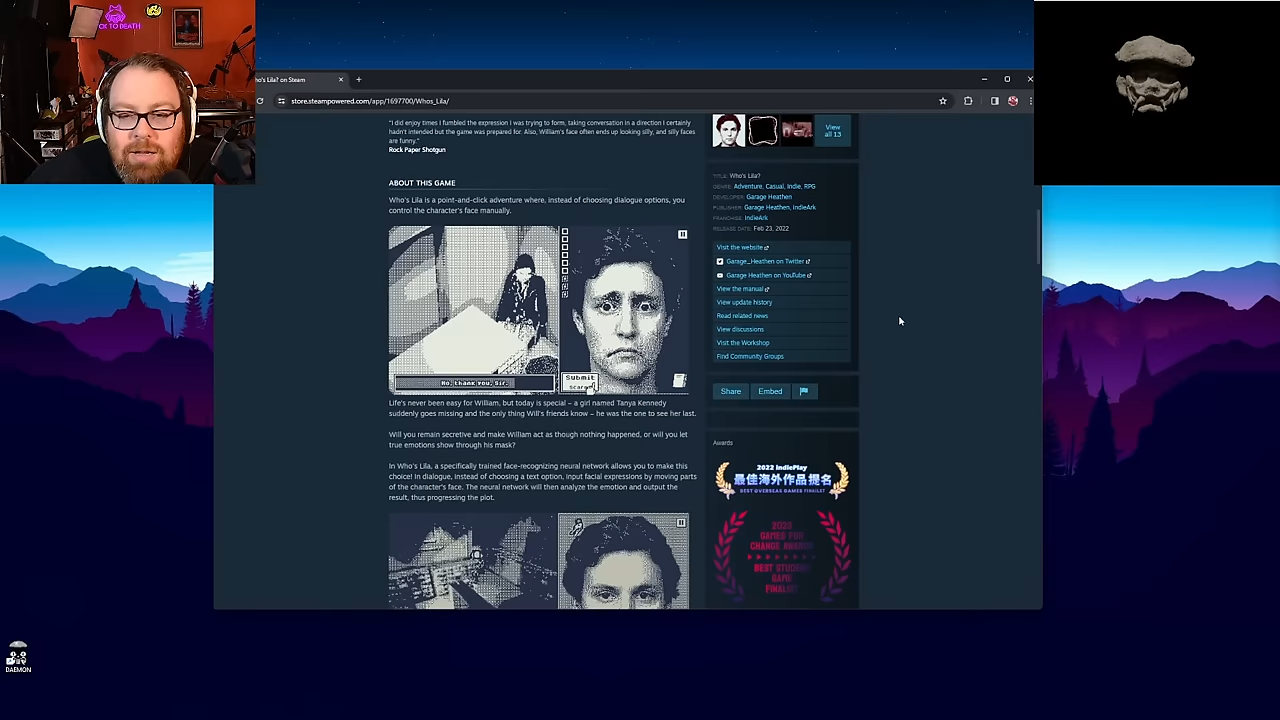 CK TO DEATH
ho's Lila? on Steam
store.steampowered.com/app/1697700/Whos_Lila/
"I did enjoy times I fumbled the expression I was trying to form, taking conversation in a direction I certainly
hadn't intended but the game was prepared for. Also, William's face often ends up looking silly, and silly faces
are funny."
Rock Paper Shotgun
View
all 13
ABOUT THIS GAME
Who's Lila is a point-and-click adventure where, instead of choosing dialogue options, you
control the character's face manually.
TITLE: Who's Lila?
GENRE: Adventure, Casual, Indie, RPG
DEVELOPER: Garage Heathen
PUBLISHER: Garage Heathen, IndieArk
FRANCHISE: IndieArk
RELEASE DATE: Feb 23, 2022
Visit the website
Garage_Heathen on Twitter
Garage Heathen on YouTube
View the manual
View update history
Read related news
View discussions
Visit the Workshop
Find Community Groups
No, thank you, Sir.
Submit
Share
Embed
Life's never been easy for William, but today is special – a girl named Tanya Kennedy
suddenly goes missing and the only thing Will's friends know – he was the one to see her last.
Will you remain secretive and make William act as though nothing happened, or will you let
true emotions show through his mask?
In Who's Lila, a specifically trained face-recognizing neural network allows you to make this
choice! In dialogue, instead of choosing a text option, input facial expressions by moving parts
of the character's face. The neural network will then analyze the emotion and output the
result, thus progressing the plot.
Awards
2022 IndiePlay
最佳海外作品提名
BEST OVERSEAS GAMES FINALIST
2023
GAMES FOR
CHANGE AWARDS
BEST STUDENT
GAME
FINALIST
DAEMON